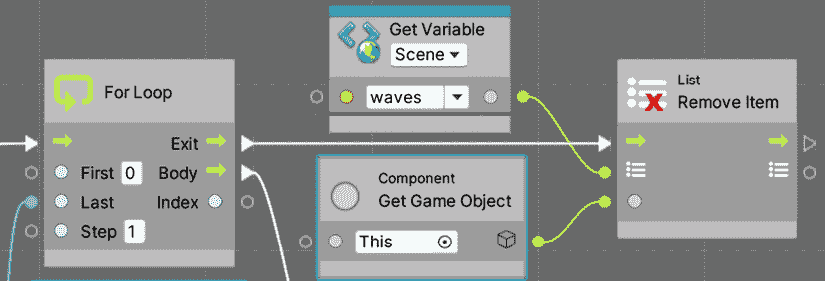 Get Variable
Scene
waves
For Loop
Exit
First 0 Body
Last Index
Step 1
Component
Get Game Object
This
List
Remove Item